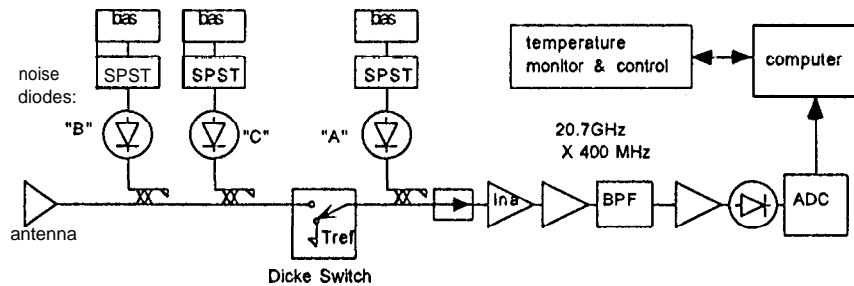 bas
bas
bas
SPST
SPST
SPST
temperature
monitor & control
computer
noise
diodes:
"B"
"C"
"A"
20.7GHz
X 400 MHz
lna
BPF
ADC
antenna
Tref
Dicke Switch